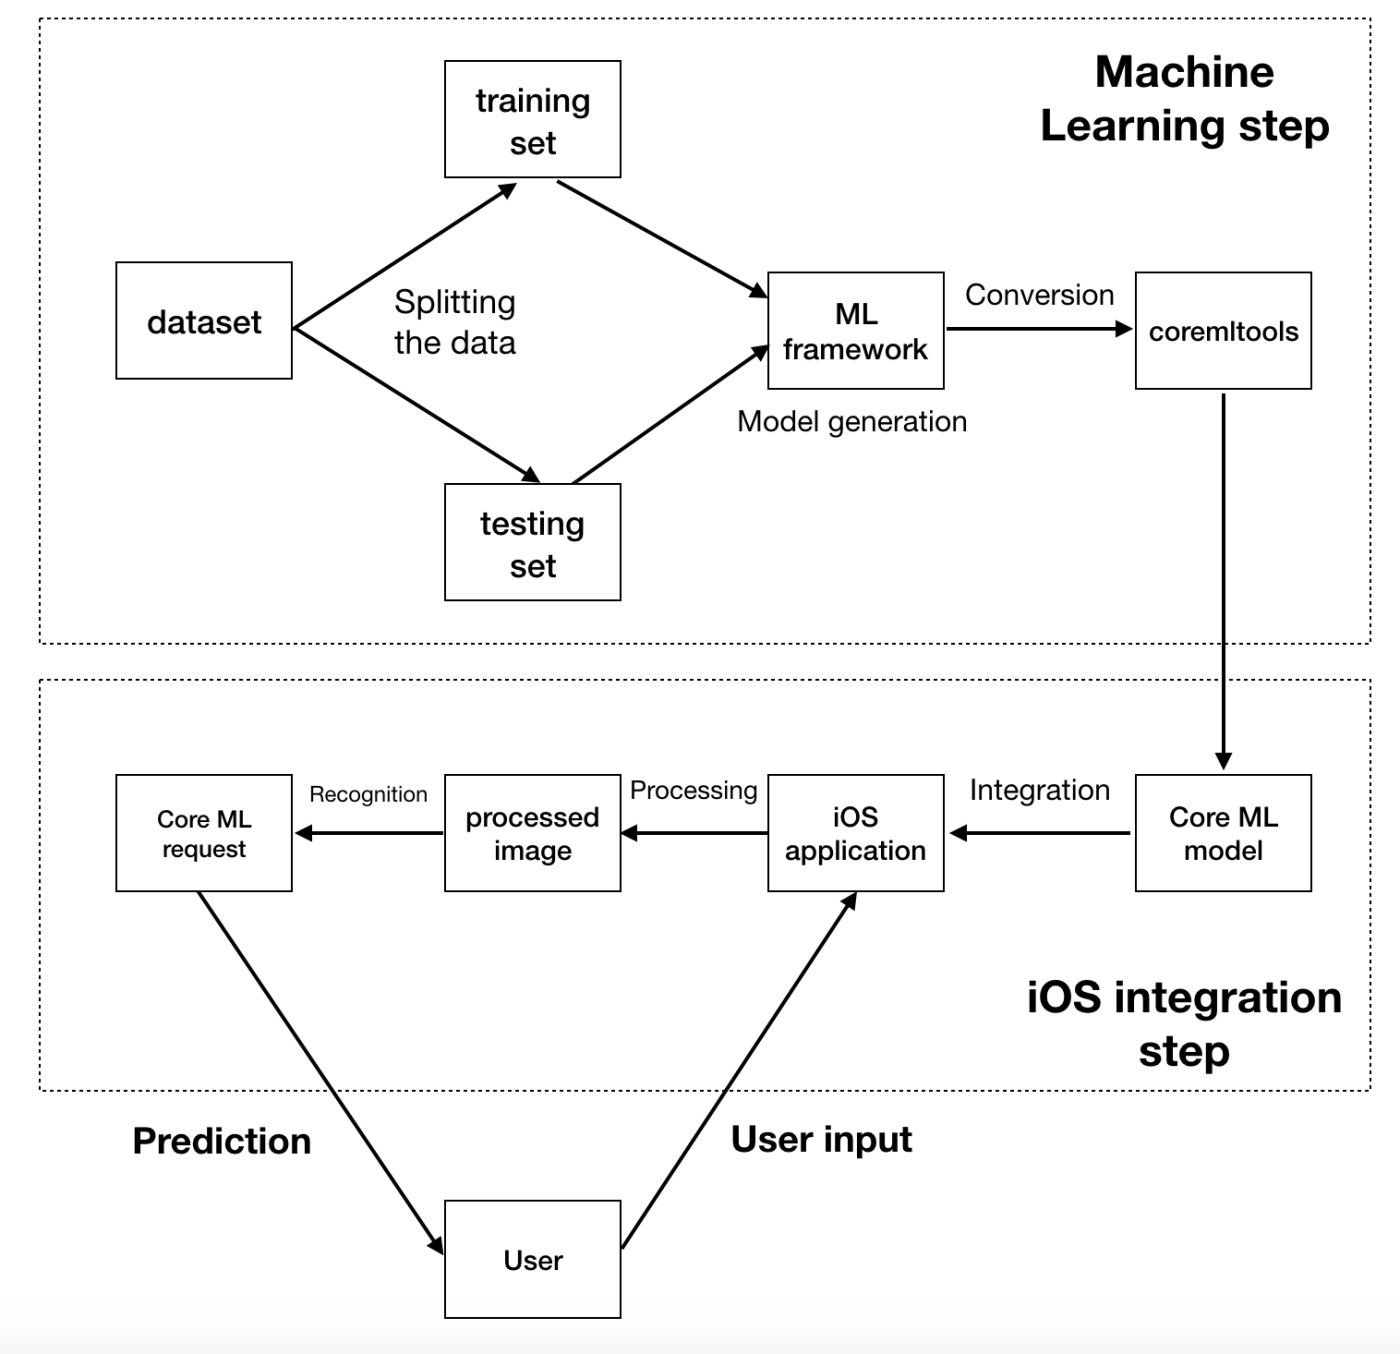 Machine
Learning step
training
set
dataset
Splitting
the data
ML
framework
Conversion
coremltools
Model generation
testing
set
Core ML
request
Recognition
processed
image
Processing
iOS
application
Integration
Core ML
model
iOS integration
step
Prediction
User input
User